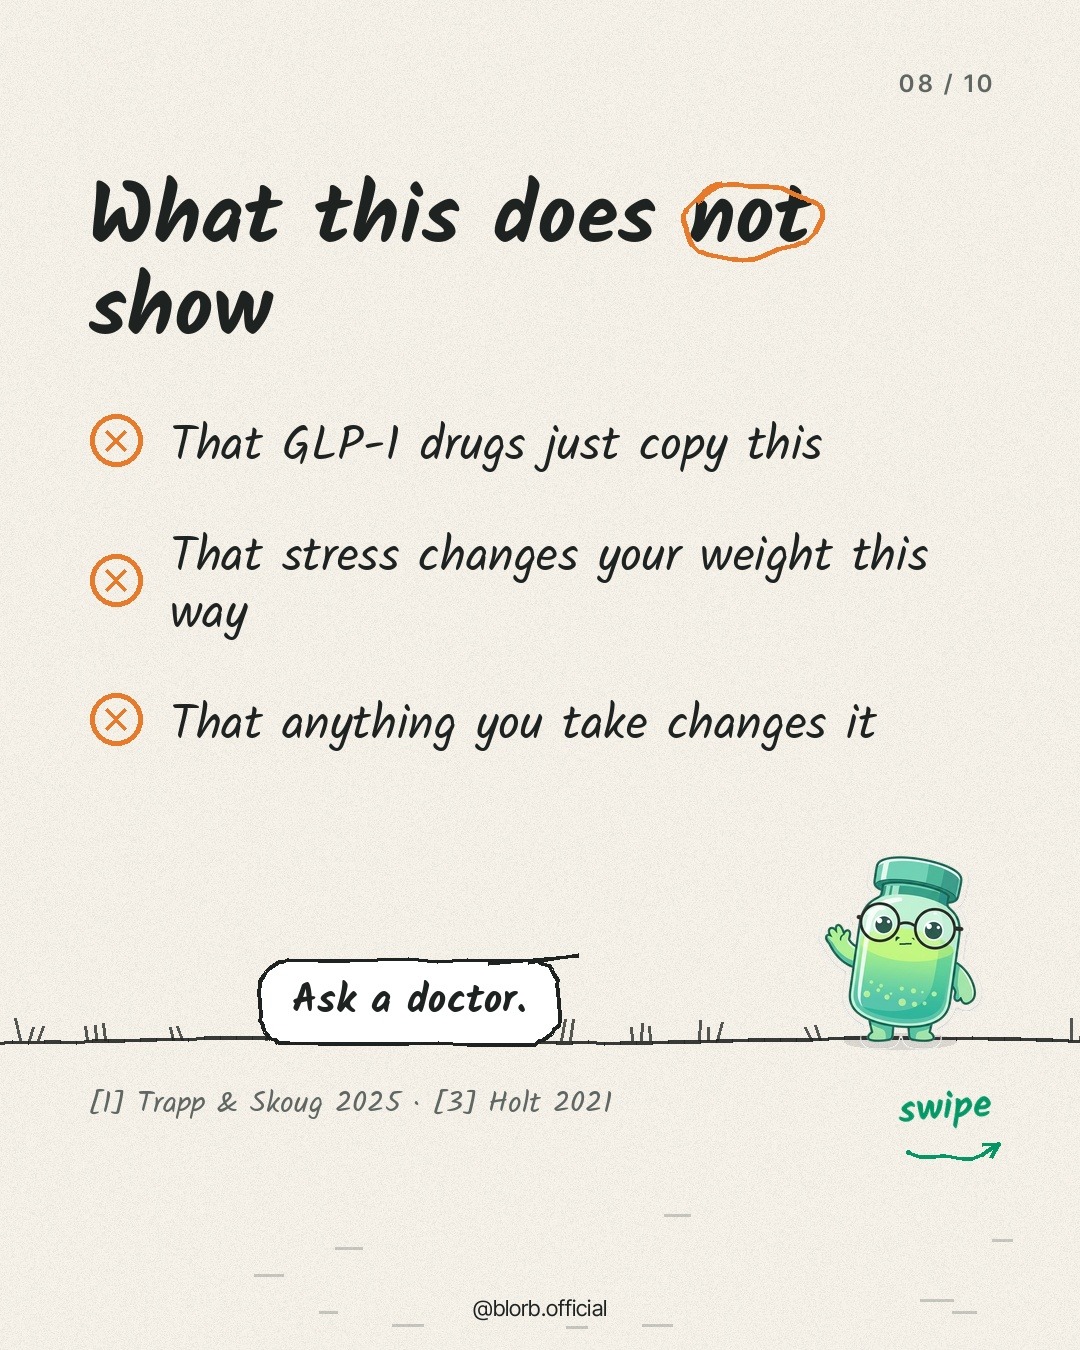 08 / 10
What this does not
show
That GLP-1 drugs just copy this
That stress changes your weight this
way
That anything you take changes it
Ask a doctor.
[1] Trapp & Skoug 2025 · [3] Holt 2021
swipe
@blorb.official